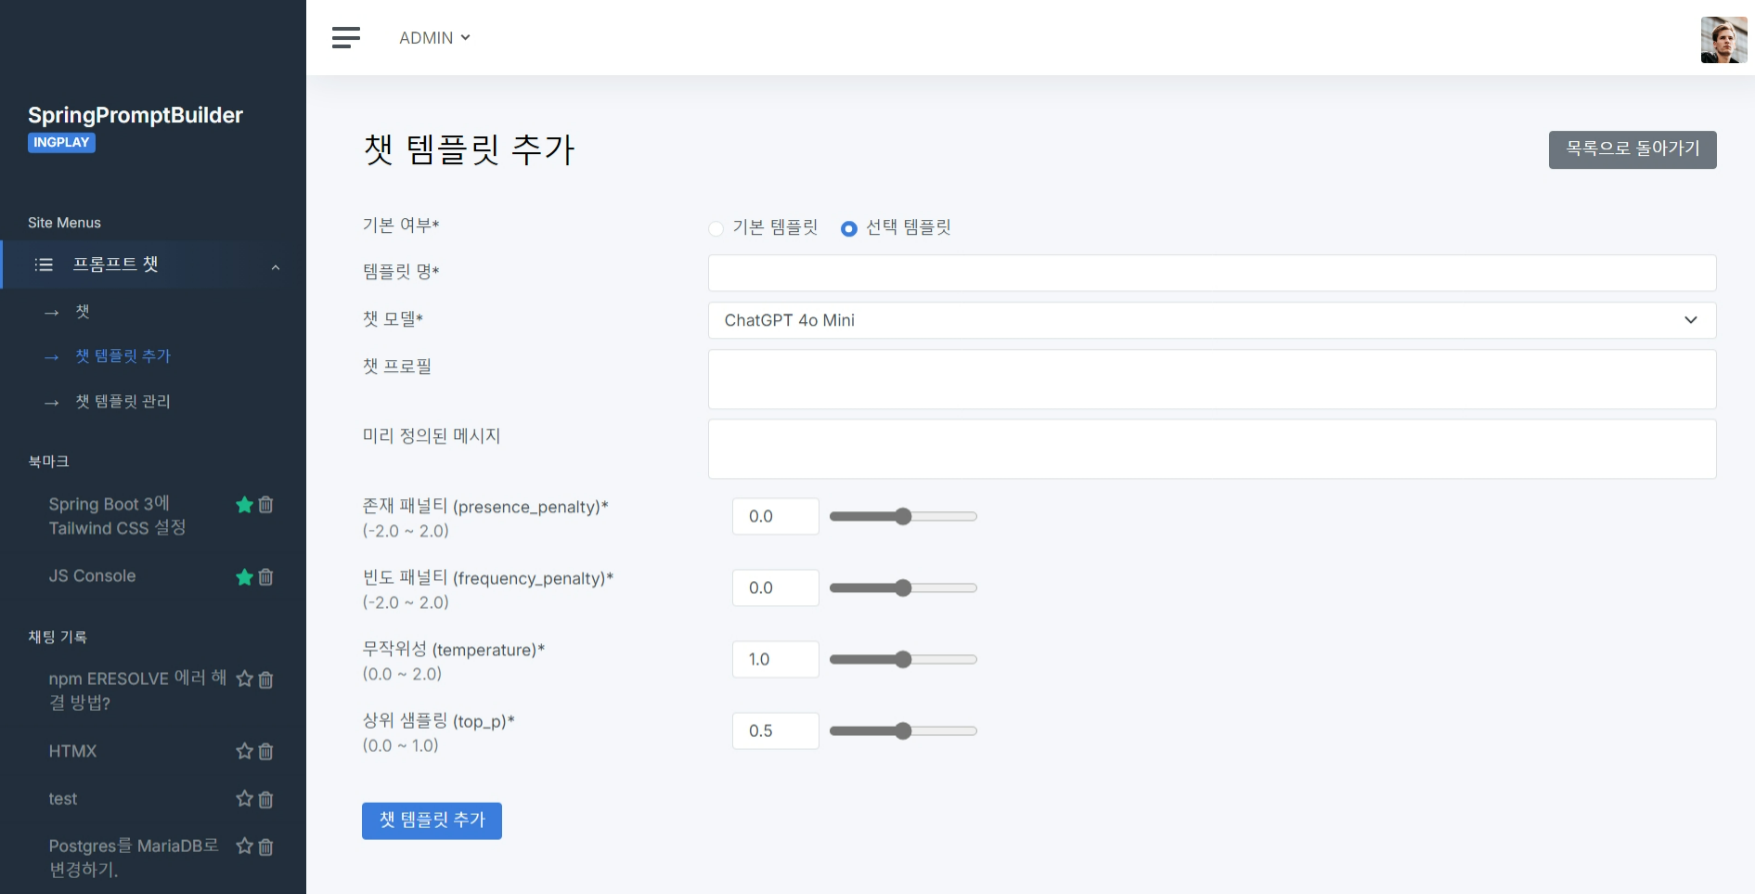 SpringPromptBuilder
INGPLAY
Site Menus
프롬프트 챗
→ 챗
→ 챗 템플릿 추가
→ 챗 템플릿 관리
북마크
Spring Boot 3에
Tailwind CSS 설정
JS Console
채팅 기록
npm ERESOLVE 에러 해
결 방법?
HTMX
test
Postgres를 MariaDB로
변경하기.
ADMIN
챗 템플릿 추가
목록으로 돌아가기
기본 여부*
기본 템플릿 선택 템플릿
템플릿 명*
챗 모델*
ChatGPT 4o Mini
챗 프로필
미리 정의된 메시지
존재 패널티 (presence_penalty)*
(-2.0 ~ 2.0)
0.0
빈도 패널티 (frequency_penalty)*
(-2.0 ~ 2.0)
0.0
무작위성 (temperature)*
(0.0 ~ 2.0)
1.0
상위 샘플링 (top_p)*
(0.0 ~ 1.0)
0.5
챗 템플릿 추가